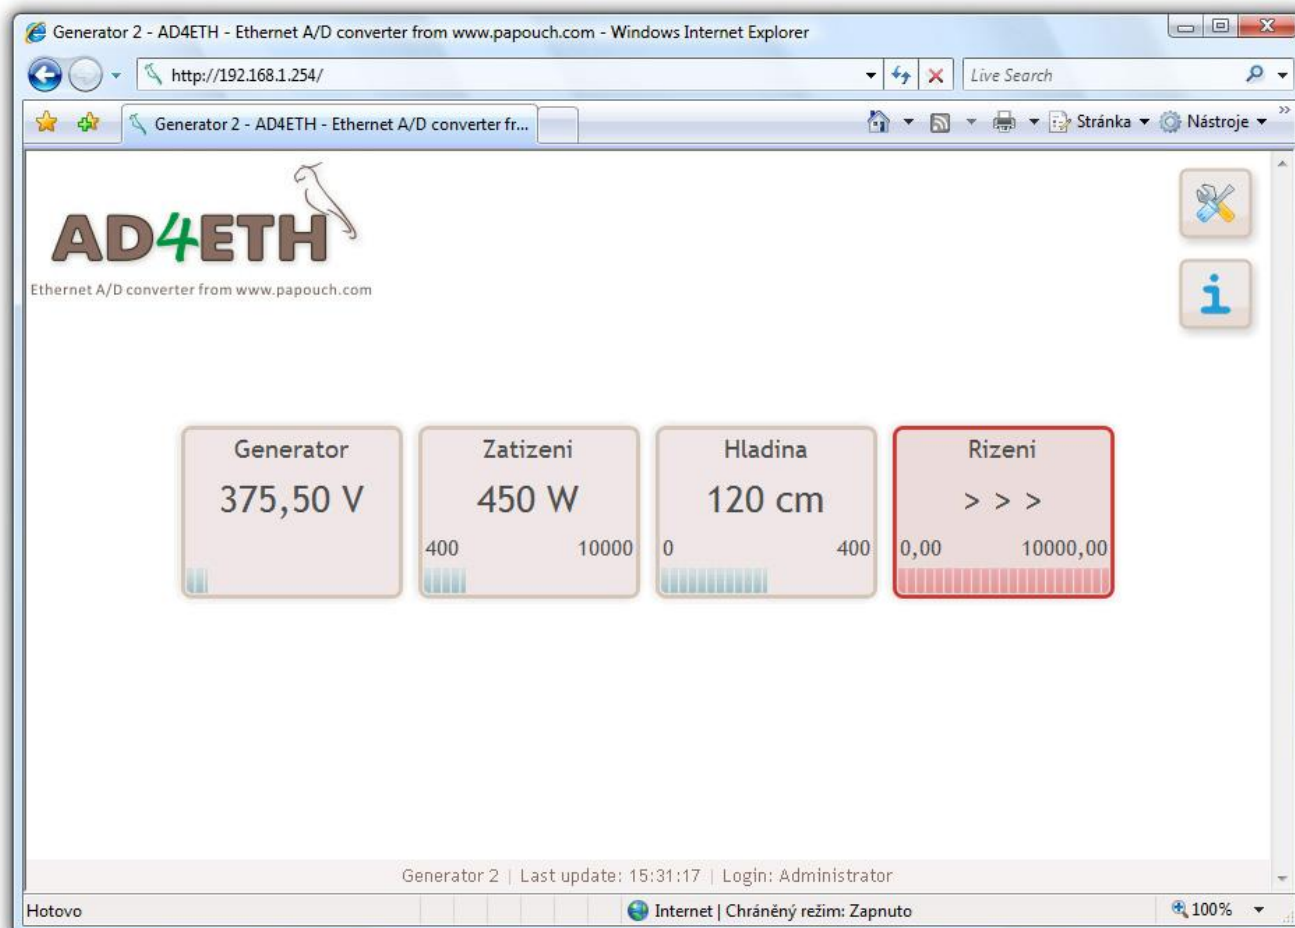 Generator 2 - AD4ETH - Ethernet A/D converter from www.papouch.com - Windows Internet Explorer
http://192.168.1.254/
Live Search
Generator 2 - AD4ETH - Ethernet A/D converter fr...
Stránka
Nástroje
AD4ETH
Ethernet A/D converter from www.papouch.com
Generator
375,50 V
Zatizeni
450 W
400 10000
Hladina
120 cm
0 400
Rizeni
> > >
0,00 10000,00
Generator 2 | Last update: 15:31:17 | Login: Administrator
Hotovo
Internet | Chráněný režim: Zapnuto
100%